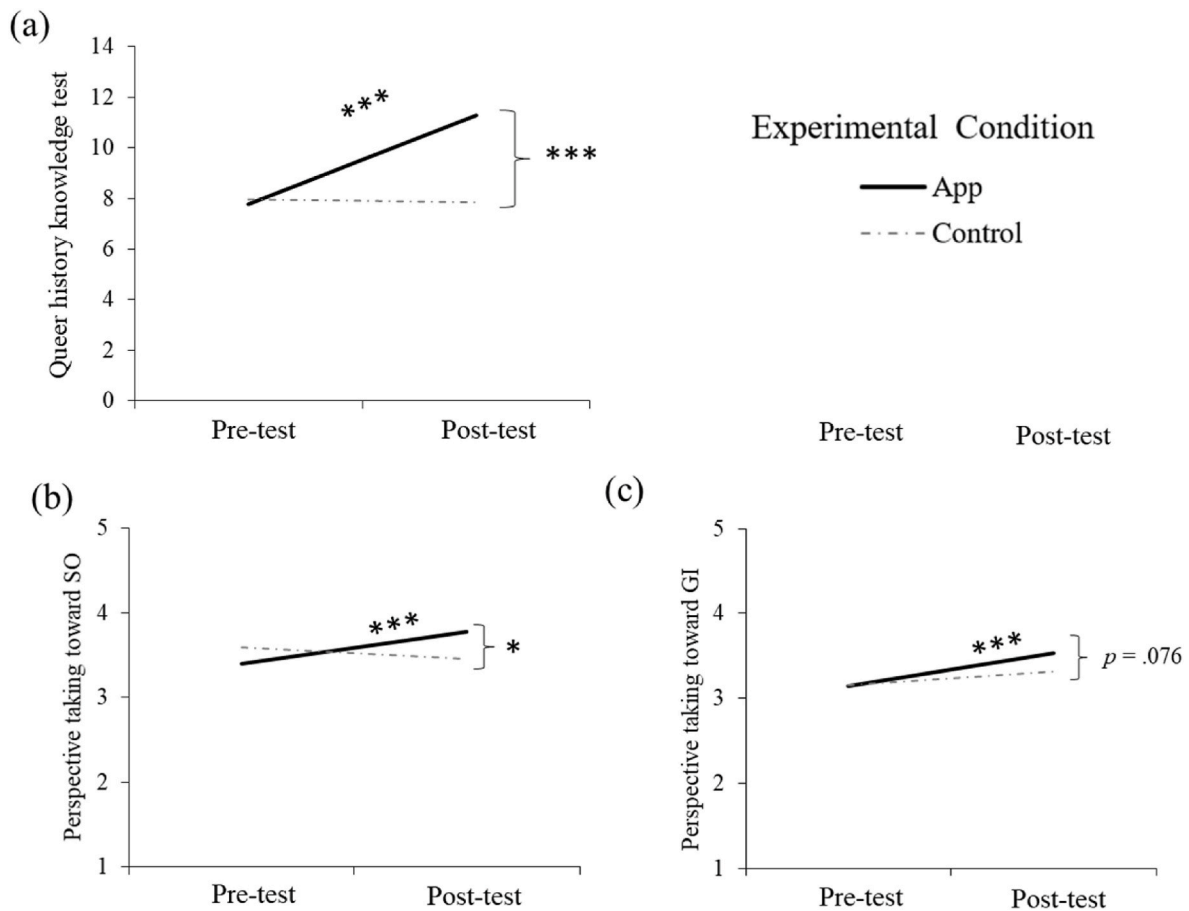 (a)
Queer history knowledge test
14
12
10
8
6
4
2
0
***
***
Pre-test Post-test
Experimental Condition
App
Control
Pre-test Post-test
(b)
Perspective taking toward SO
5
4
3
2
1
***
*
Pre-test Post-test
(c)
Perspective taking toward GI
5
4
3
2
1
***
p = .076
Pre-test Post-test